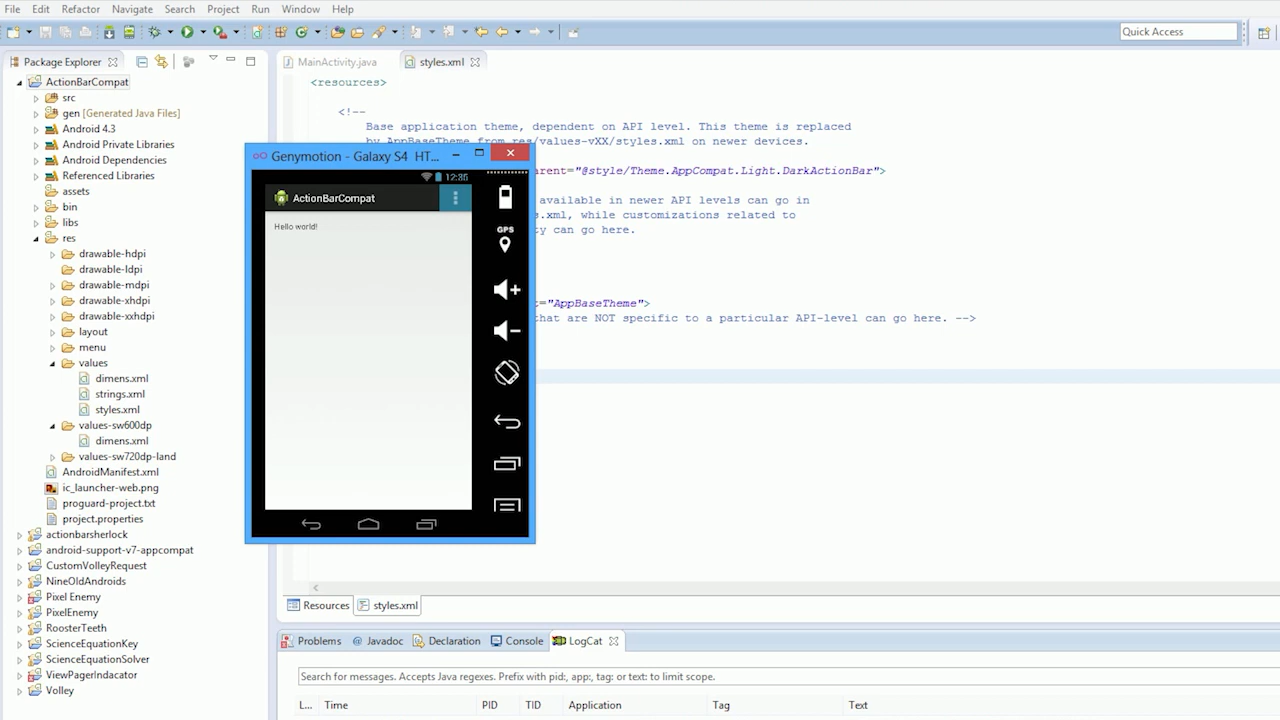 File Edit Refactor Navigate Search Project Run Window Help
Quick Access
Package Explorer
MainActivity.java
styles.xml
ActionBarCompat
src
gen [Generated Java Files]
Android 4.3
Android Private Libraries
Android Dependencies
Referenced Libraries
assets
bin
libs
res
drawable-hdpi
drawable-ldpi
drawable-mdpi
drawable-xhdpi
drawable-xxhdpi
layout
menu
values
dimens.xml
strings.xml
styles.xml
values-sw600dp
dimens.xml
values-sw720dp-land
AndroidManifest.xml
ic_launcher-web.png
proguard-project.txt
project.properties
actionbarsherlock
android-support-v7-appcompat
CustomVolleyRequest
NineOldAndroids
Pixel Enemy
PixelEnemy
RoosterTeeth
ScienceEquationKey
ScienceEquationSolver
ViewPagerIndacator
Volley
<resources>
<!--
Base application theme, dependent on API level. This theme is replaced
by AppBaseTheme from res/values-vXX/styles.xml on newer devices.
rent="@style/Theme.AppCompat.Light.DarkActionBar">
available in newer API levels can go in
s.xml, while customizations related to
ty can go here.
t="AppBaseTheme">
that are NOT specific to a particular API-level can go here. -->
Genymotion - Galaxy S4 HT...
12:35
ActionBarCompat
Hello world!
GPS
Resources
styles.xml
Problems
@ Javadoc
Declaration
Console
LogCat
Search for messages. Accepts Java regexes. Prefix with pid:, app:, tag: or text: to limit scope.
L... Time PID TID Application Tag Text